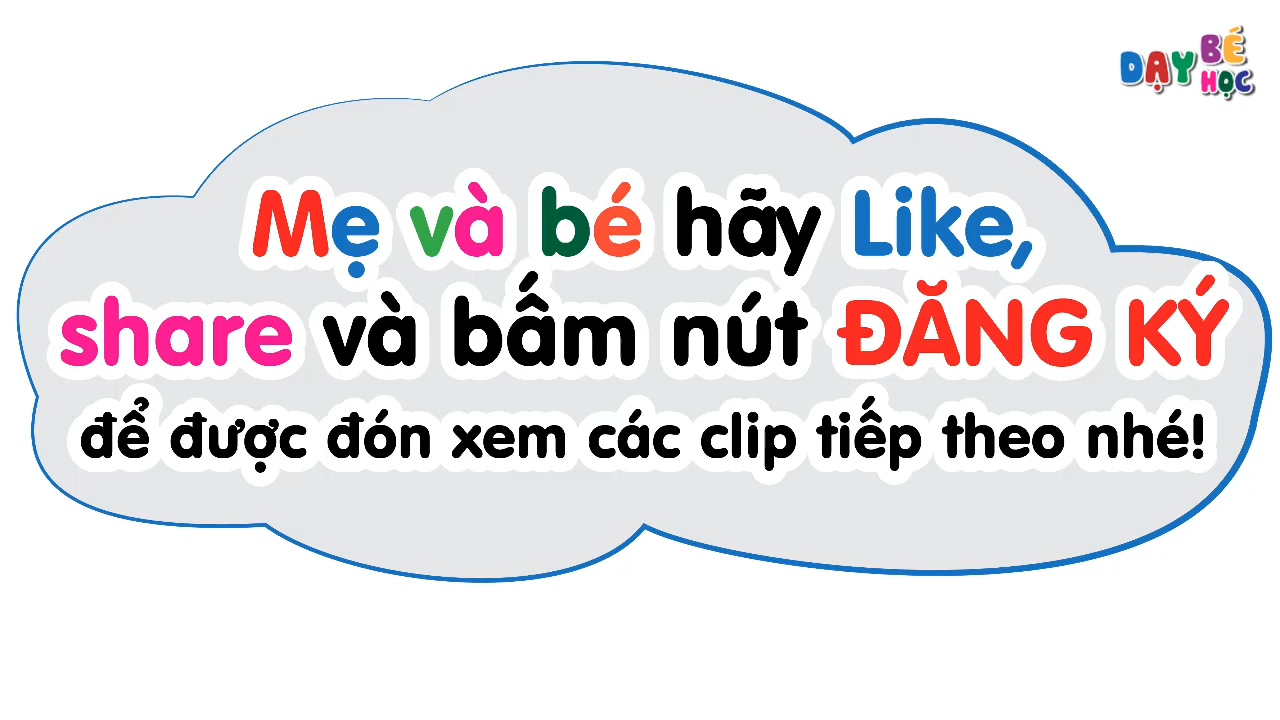 DẠY BÉ HỌC
Mẹ và bé hãy Like,
share và bấm nút ĐĂNG KÝ
để được đón xem các clip tiếp theo nhé!